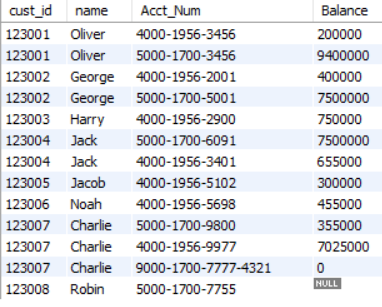 cust_id name Acct_Num Balance
123001 Oliver 4000-1956-3456 200000
123001 Oliver 5000-1700-3456 9400000
123002 George 4000-1956-2001 400000
123002 George 5000-1700-5001 7500000
123003 Harry 4000-1956-2900 750000
123004 Jack 5000-1700-6091 7500000
123004 Jack 4000-1956-3401 655000
123005 Jacob 4000-1956-5102 300000
123006 Noah 4000-1956-5698 455000
123007 Charlie 5000-1700-9800 355000
123007 Charlie 4000-1956-9977 7025000
123007 Charlie 9000-1700-7777-4321 0
123008 Robin 5000-1700-7755 NULL